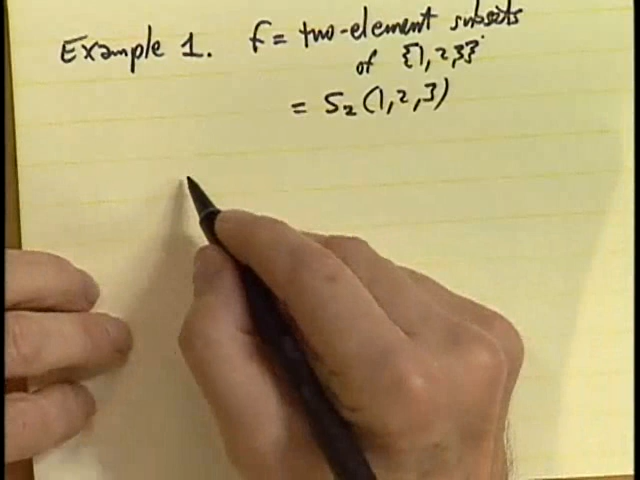 Example 1. f = two-element subsets
of {1,2,3}.
= S₂(1,2,3)